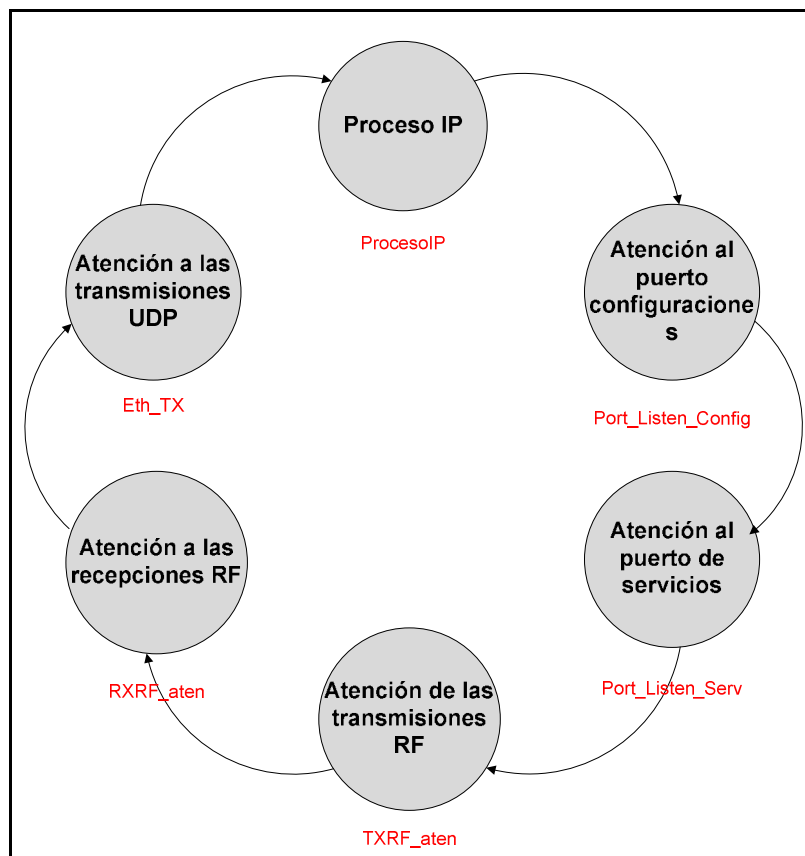 Proceso IP
ProcesoIP
Atención al
puerto
configuracione
s
Port_Listen_Config
Atención al
puerto de
servicios
Port_Listen_Serv
Atención de las
transmisiones
RF
TXRF_aten
Atención a las
recepciones RF
RXRF_aten
Atención a las
transmisiones
UDP
Eth_TX